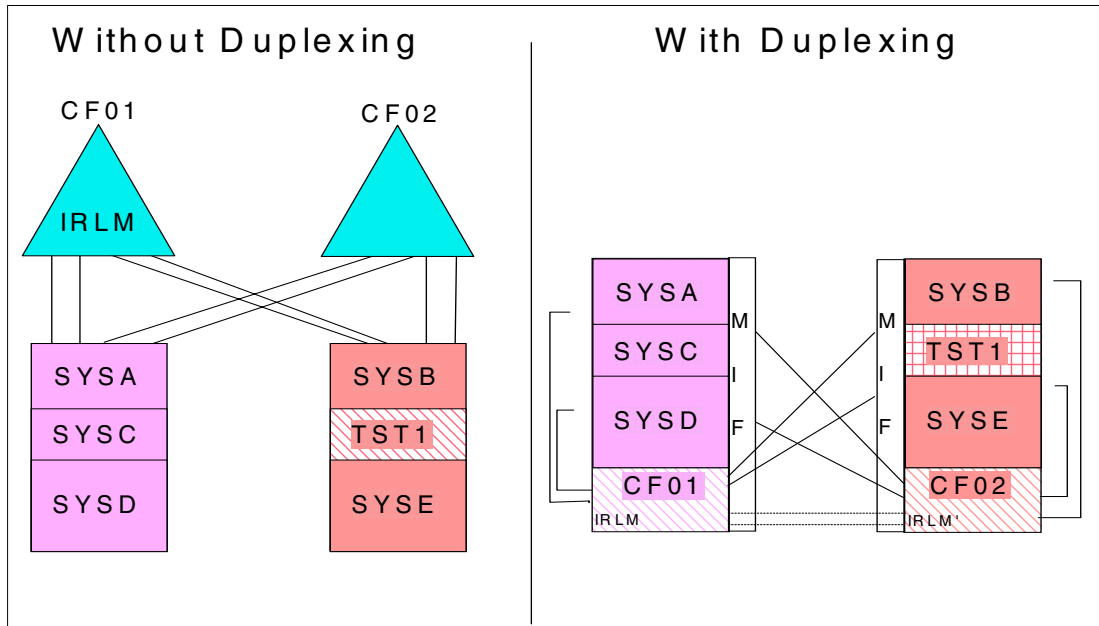 Without Duplexing
CF01
CF02
IRLM
SYSA
SYSC
SYSD
SYSB
TST1
SYSE
With Duplexing
SYSA
SYSC
SYSD
CF01
IRLM
M
I
F
M
I
F
SYSB
TST1
SYSE
CF02
IRLM'